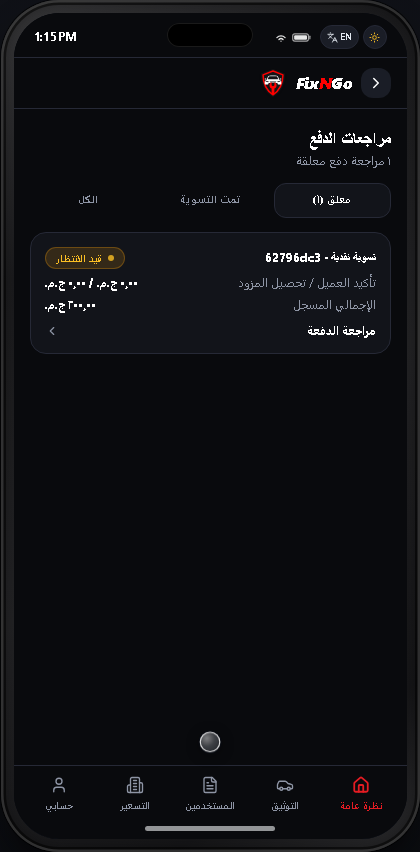 1:15 PM
EN
FixNGo
مراجعات الدفع
١ مراجعة دفع معلقة
معلق (١)
تمت التسوية
الكل
تسوية نقدية - 62796dc3
قيد الانتظار
تأكيد العميل / تحصيل المزود
٠٫٠٠ ج.م. / ٠٫٠٠ ج.م.
الإجمالي المسجل
٢٠٠٫٠٠ ج.م.
مراجعة الدفعة
نظرة عامة
التوثيق
المستخدمين
التسعير
حسابي